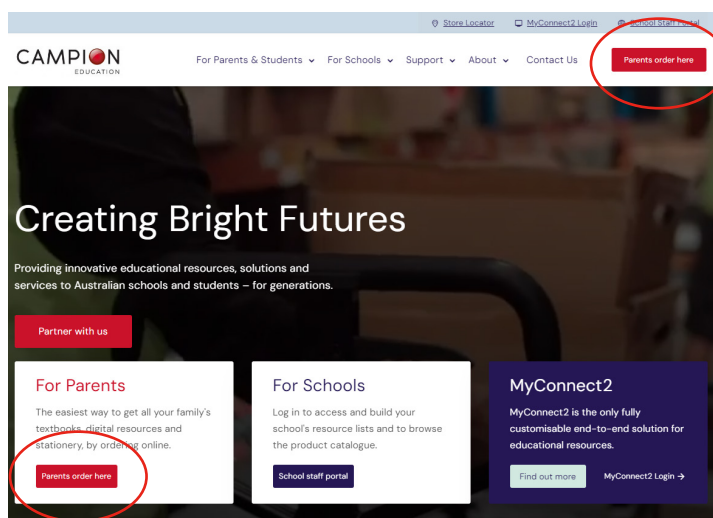 Store Locator MyConnect2 Login School Staff Portal
CAMPION
EDUCATION
For Parents & Students For Schools Support About Contact Us Parents order here
Creating Bright Futures
Providing innovative educational resources, solutions and
services to Australian schools and students – for generations.
Partner with us
For Parents
The easiest way to get all your family's
textbooks, digital resources and
stationery, by ordering online.
Parents order here
For Schools
Log in to access and build your
school's resource lists and to browse
the product catalogue.
School staff portal
MyConnect2
MyConnect2 is the only fully
customisable end-to-end solution for
educational resources.
Find out more MyConnect2 Login →